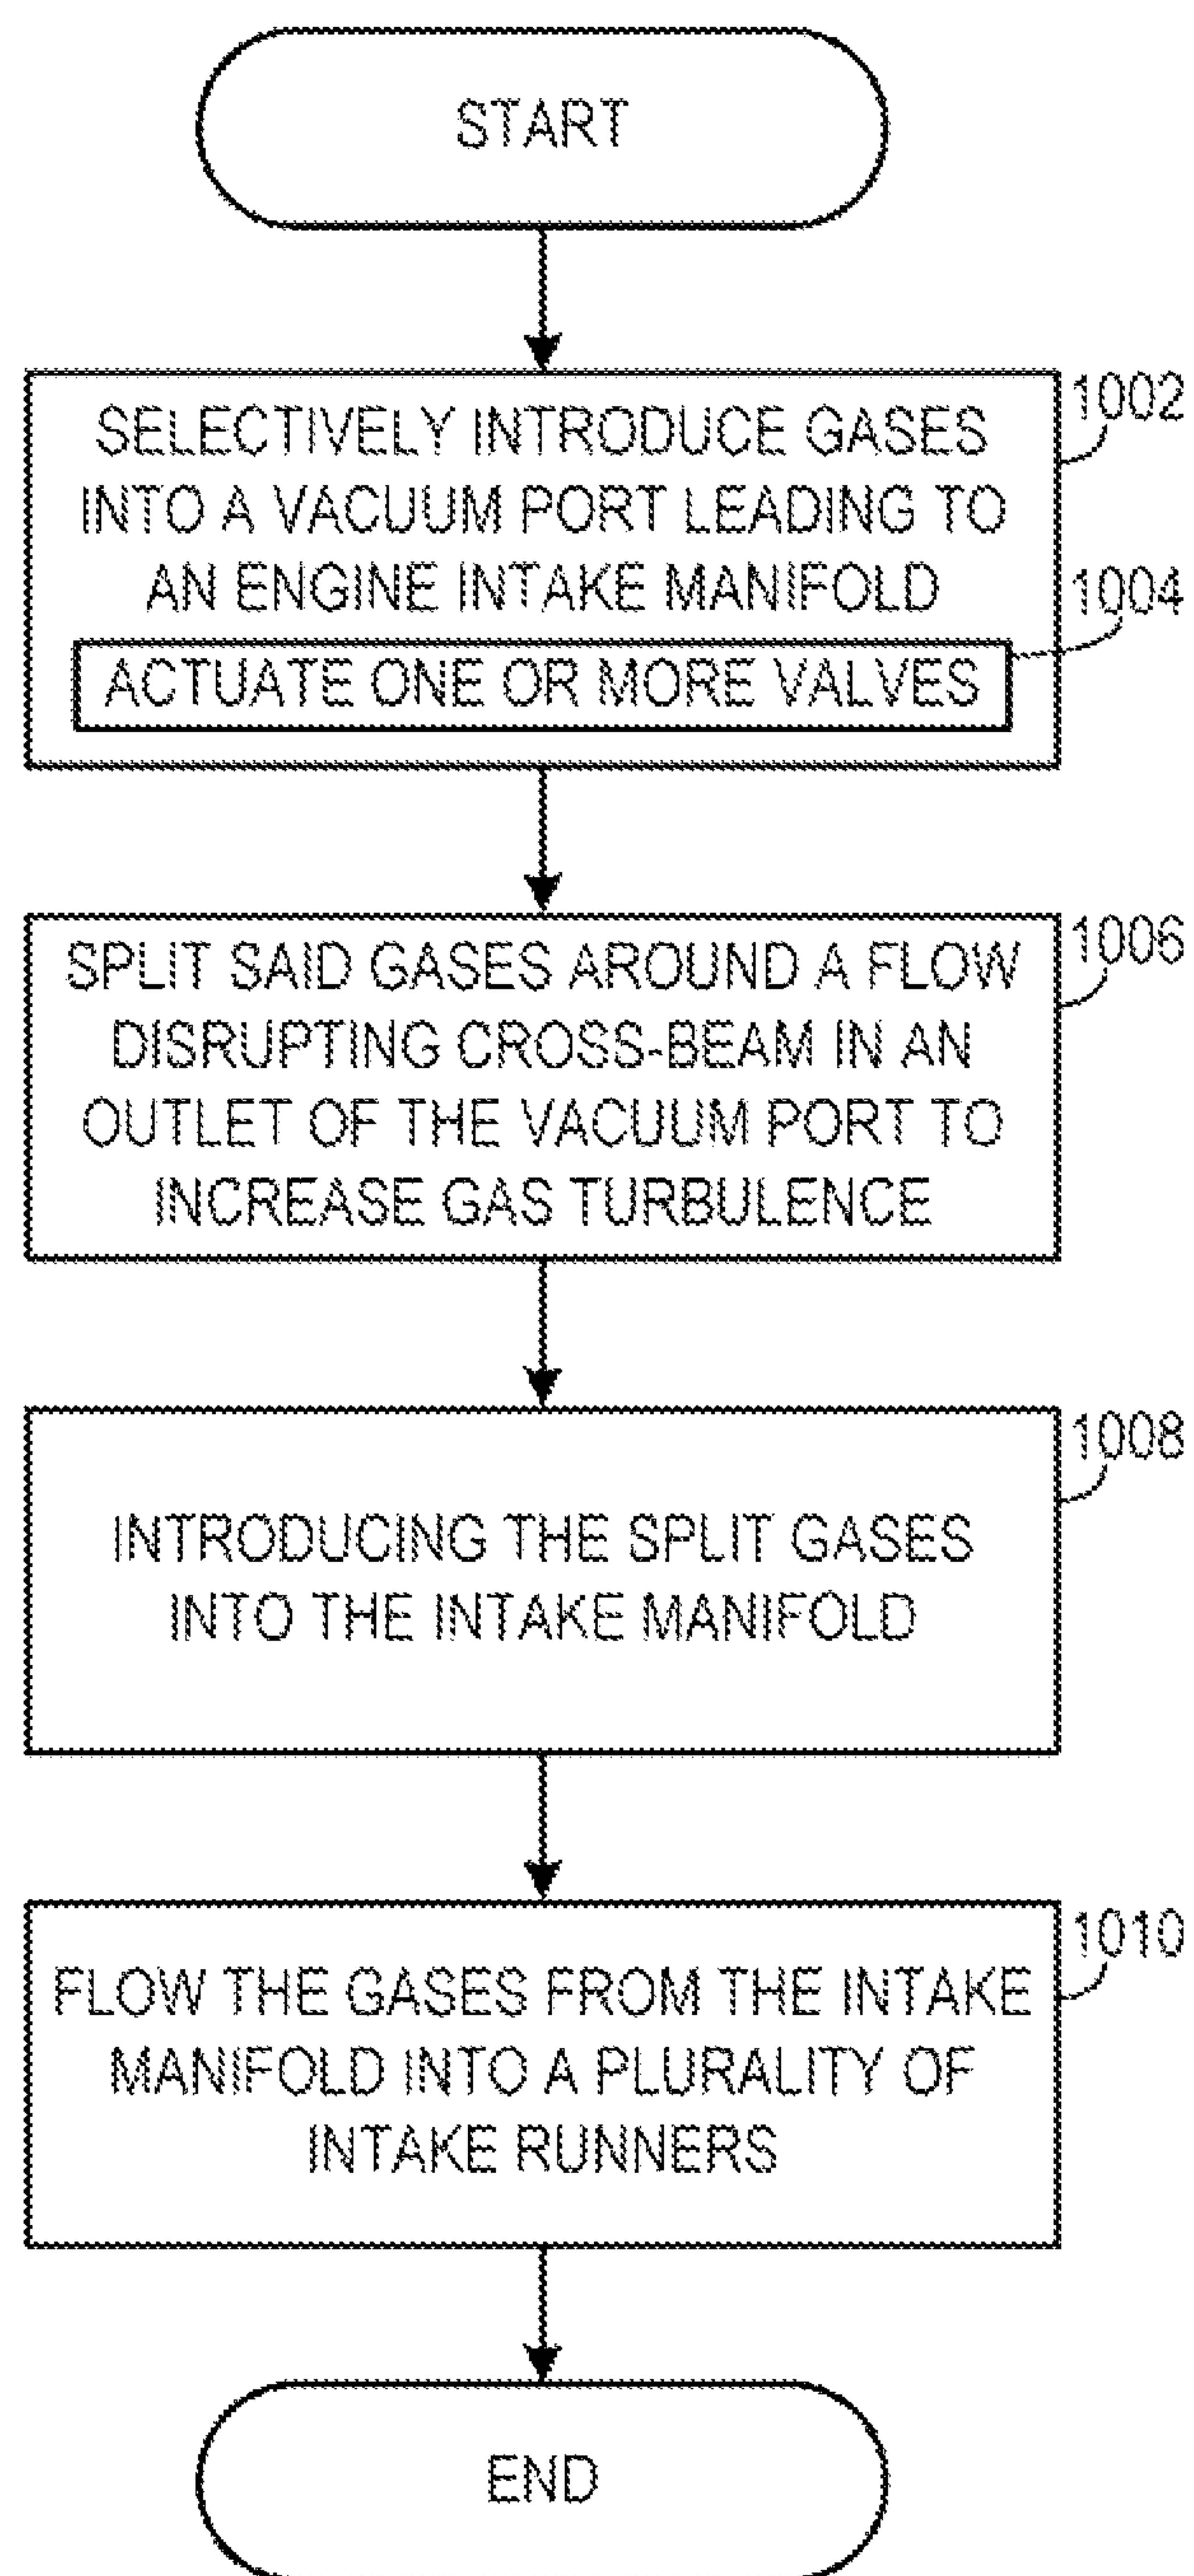 START
1002
SELECTIVELY INTRODUCE GASES
INTO A VACUUM PORT LEADING TO
AN ENGINE INTAKE MANIFOLD
1004
ACTUATE ONE OR MORE VALVES
1006
SPLIT SAID GASES AROUND A FLOW
DISRUPTING CROSS-BEAM IN AN
OUTLET OF THE VACUUM PORT TO
INCREASE GAS TURBULENCE
1008
INTRODUCING THE SPLIT GASES
INTO THE INTAKE MANIFOLD
1010
FLOW THE GASES FROM THE INTAKE
MANIFOLD INTO A PLURALITY OF
INTAKE RUNNERS
END